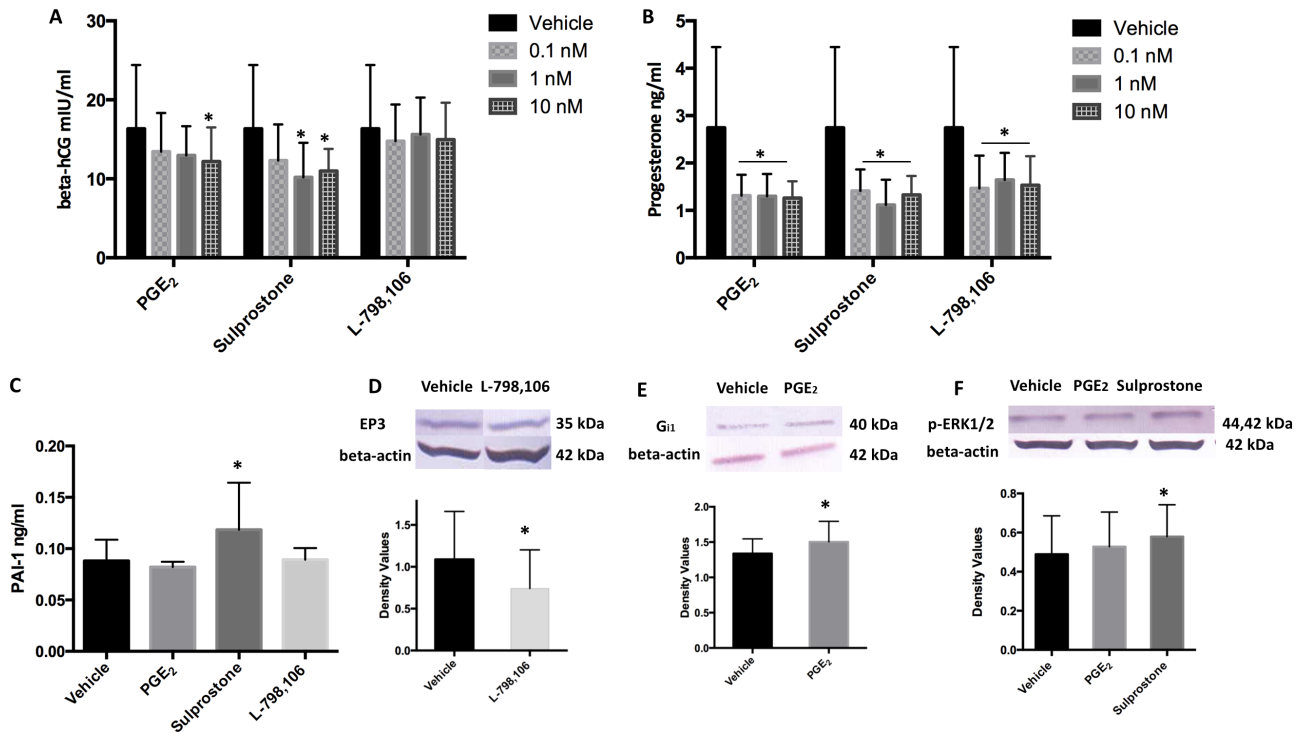 A
30
20
10
0
beta-hCG mIU/ml
*
*
*
PGE2
Sulprostone
L-798,106
Vehicle
0.1 nM
1 nM
10 nM
B
5
4
3
2
1
0
Progesterone ng/ml
*
*
*
PGE2
Sulprostone
L-798,106
Vehicle
0.1 nM
1 nM
10 nM
C
0.20
0.15
0.10
0.05
0.00
PAI-1 ng/ml
*
Vehicle
PGE2
Sulprostone
L-798,106
D
Vehicle L-798,106
EP3 35 kDa
beta-actin 42 kDa
1.5
1.0
0.5
0.0
Density Values
*
Vehicle
L-798,106
E
Vehicle PGE2
Gi1 40 kDa
beta-actin 42 kDa
2.0
1.5
1.0
0.5
0.0
Density Values
*
Vehicle
PGE2
F
Vehicle PGE2 Sulprostone
p-ERK1/2 44,42 kDa
beta-actin 42 kDa
0.8
0.6
0.4
0.2
0.0
Density Values
*
Vehicle
PGE2
Sulprostone